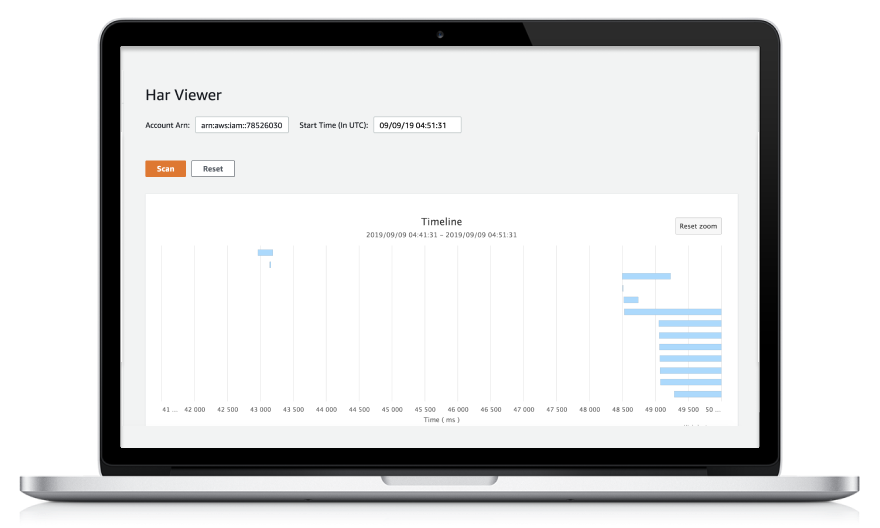 Har Viewer
Account Arn: arn:aws:iam::78526030 Start Time (In UTC): 09/09/19 04:51:31
Scan Reset
Timeline
Reset zoom
2019/09/09 04:41:31 - 2019/09/09 04:51:31
41 ... 42 000 42 500 43 000 43 500 44 000 44 500 45 000 45 500 46 000 46 500 47 000 47 500 48 000 48 500 49 000 49 500 50 ...
Time ( ms )